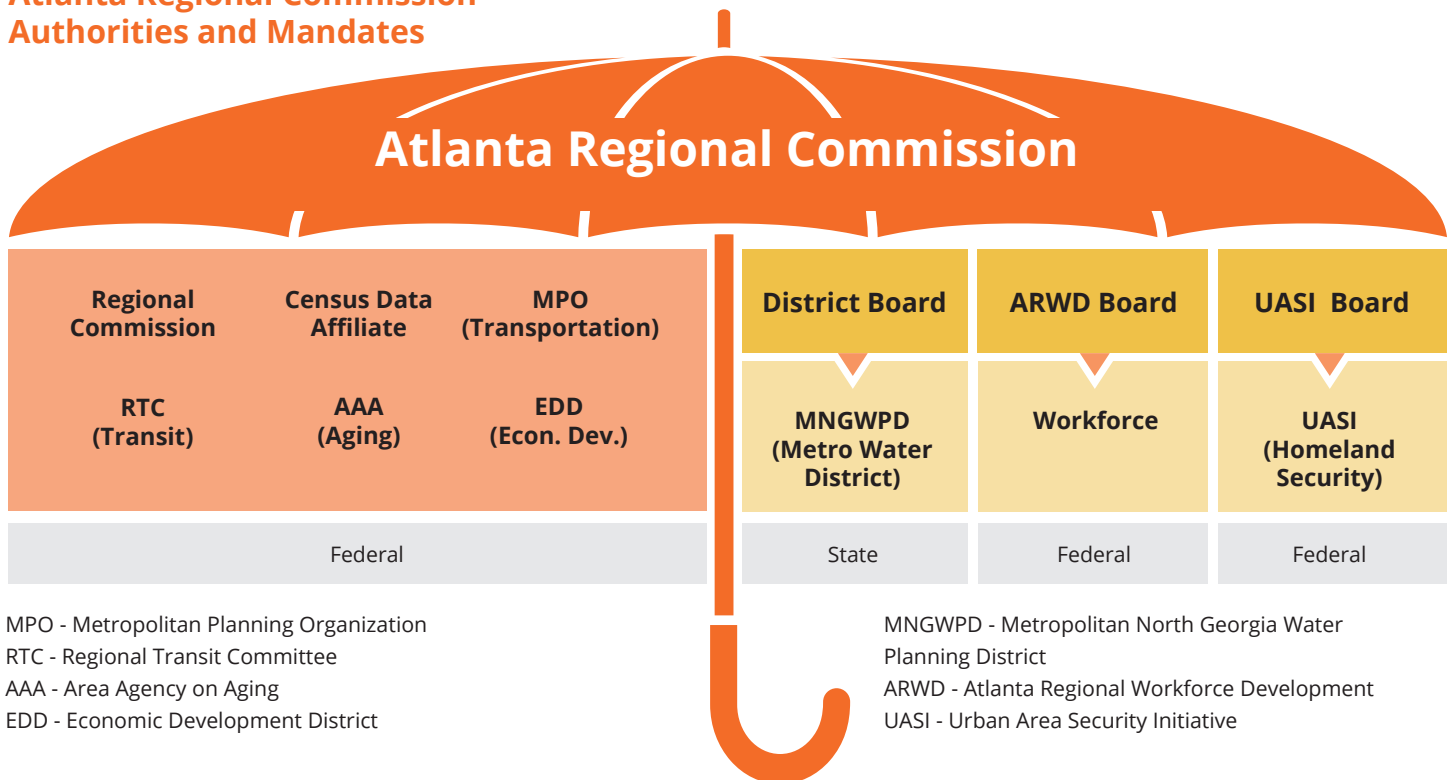 Atlanta Regional Commission
Authorities and Mandates
Atlanta Regional Commission
Regional
Commission
Census Data
Affiliate
MPO
(Transportation)
RTC
(Transit)
AAA
(Aging)
EDD
(Econ. Dev.)
Federal
District Board
MNGWPD
(Metro Water
District)
State
ARWD Board
Workforce
Federal
UASI Board
UASI
(Homeland
Security)
Federal
MPO - Metropolitan Planning Organization
RTC - Regional Transit Committee
AAA - Area Agency on Aging
EDD - Economic Development District
MNGWPD - Metropolitan North Georgia Water
Planning District
ARWD - Atlanta Regional Workforce Development
UASI - Urban Area Security Initiative